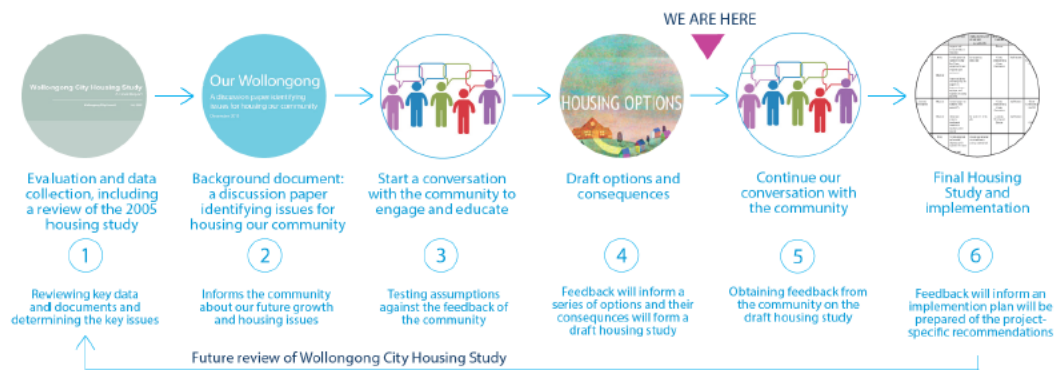 WE ARE HERE
Wollongong City Housing Study
Our Wollongong
A discussion paper identifying
issues for housing our community
HOUSING OPTIONS
Evaluation and data
collection, including
a review of the 2005
housing study
Background document:
a discussion paper
identifying issues for
housing our community
Start a conversation
with the community to
engage and educate
Draft options and
consequences
Continue our
conversation with
the community
Final Housing
Study and
implementation
1
2
3
4
5
6
Reviewing key data
and documents and
determining the key issues
Informs the community
about our future growth
and housing issues
Testing assumptions
against the feedback of
the community
Feedback will inform a
series of options and their
consequnces will form a
draft housing study
Obtaining feedback from
the community on the
draft housing study
Feedback will inform an
implemention plan will be
prepared of the project-
specific recommendations
Future review of Wollongong City Housing Study